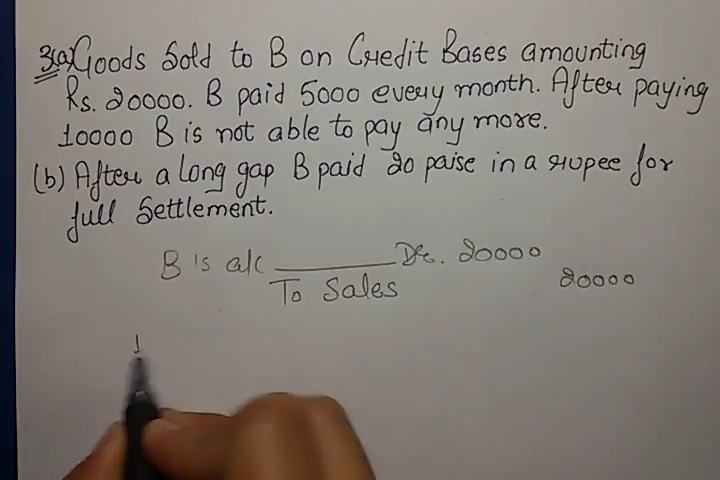 3(a) Goods Sold to B on Credit Bases amounting
Rs. 20000. B paid 5000 every month. After paying
10000 B is not able to pay any more.
(b) After a long gap B paid 20 paise in a rupee for
full Settlement.
B's a/c ________ Dr. 20000
To Sales 20000
1